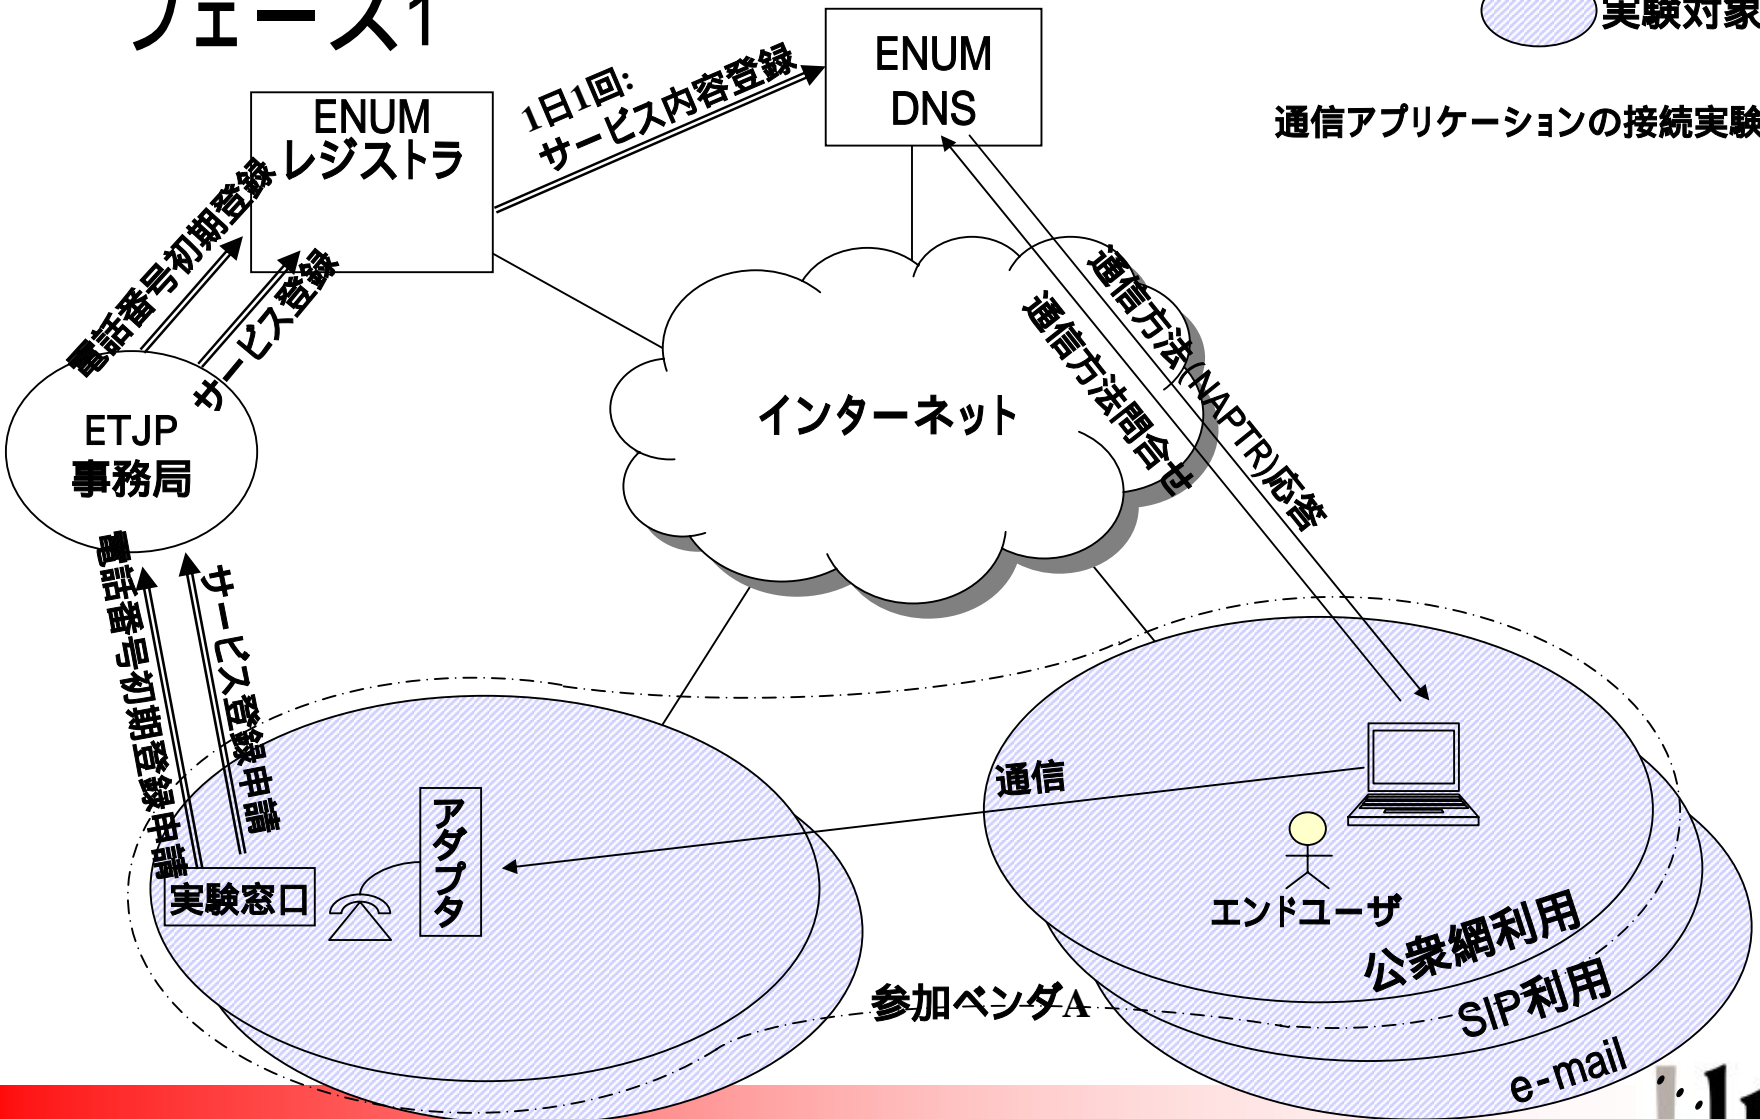 フェーズ1
実験対象
通信アプリケーションの接続実験
ENUM
DNS
1日1回:
サービス内容登録
ENUM
レジストラ
電話番号初期登録
サービス登録
ETJP
事務局
インターネット
通信方法(NAPTR)応答
通信方法問合せ
電話番号初期登録申請
サービス登録申請
通信
アダプタ
実験窓口
エンドユーザ
公衆網利用
SIP利用
e-mail
参加ベンダA